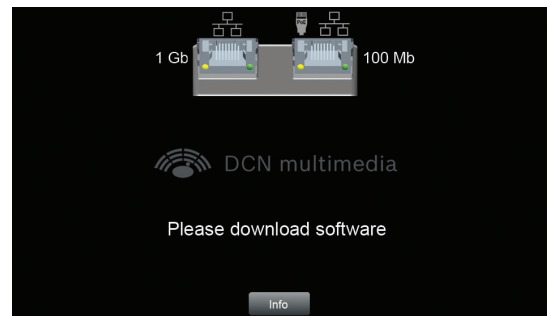 PoE
1 Gb
100 Mb
DCN multimedia
Please download software
Info